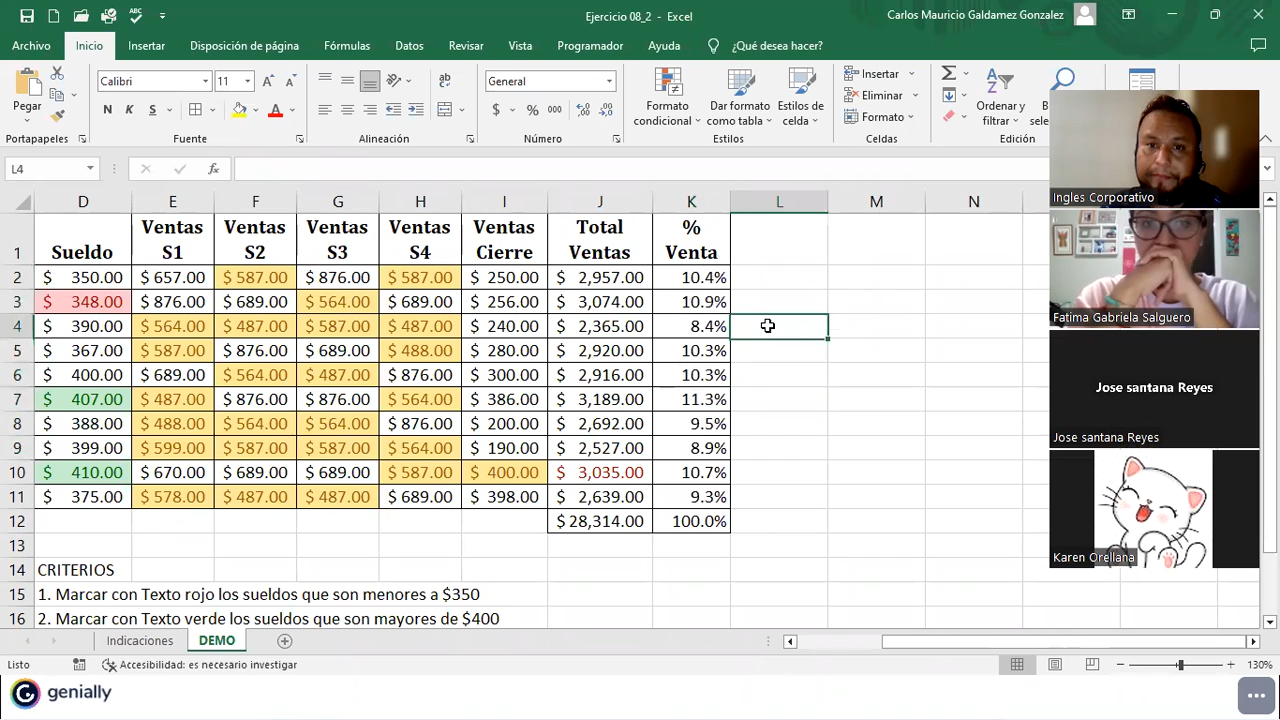 Ejercicio 08_2 - Excel
Carlos Mauricio Galdamez Gonzalez
Archivo Inicio Insertar Disposición de página Fórmulas Datos Revisar Vista Programador Ayuda ¿Qué desea hacer?
Pegar
Calibri 11
N K S
General
$ % 000
Formato condicional
Dar formato como tabla
Estilos de celda
Insertar
Eliminar
Formato
Ordenar y filtrar
Portapapeles Fuente Alineación Número Estilos Celdas Edición
L4
D E F G H I J K L M N
1 Sueldo Ventas S1 Ventas S2 Ventas S3 Ventas S4 Ventas Cierre Total Ventas % Venta
2 $ 350.00 $ 657.00 $ 587.00 $ 876.00 $ 587.00 $ 250.00 $ 2,957.00 10.4%
3 $ 348.00 $ 876.00 $ 689.00 $ 564.00 $ 689.00 $ 256.00 $ 3,074.00 10.9%
4 $ 390.00 $ 564.00 $ 487.00 $ 587.00 $ 487.00 $ 240.00 $ 2,365.00 8.4%
5 $ 367.00 $ 587.00 $ 876.00 $ 689.00 $ 488.00 $ 280.00 $ 2,920.00 10.3%
6 $ 400.00 $ 689.00 $ 564.00 $ 487.00 $ 876.00 $ 300.00 $ 2,916.00 10.3%
7 $ 407.00 $ 487.00 $ 876.00 $ 876.00 $ 564.00 $ 386.00 $ 3,189.00 11.3%
8 $ 388.00 $ 488.00 $ 564.00 $ 564.00 $ 876.00 $ 200.00 $ 2,692.00 9.5%
9 $ 399.00 $ 599.00 $ 587.00 $ 587.00 $ 564.00 $ 190.00 $ 2,527.00 8.9%
10 $ 410.00 $ 670.00 $ 689.00 $ 689.00 $ 587.00 $ 400.00 $ 3,035.00 10.7%
11 $ 375.00 $ 578.00 $ 487.00 $ 487.00 $ 689.00 $ 398.00 $ 2,639.00 9.3%
12 $ 28,314.00 100.0%
13
14 CRITERIOS
15 1. Marcar con Texto rojo los sueldos que son menores a $350
16 2. Marcar con Texto verde los sueldos que son mayores de $400
Ingles Corporativo
Fatima Gabriela Salguero
Jose santana Reyes
Jose santana Reyes
Karen Orellana
Indicaciones DEMO
Listo Accesibilidad: es necesario investigar 130%
genially